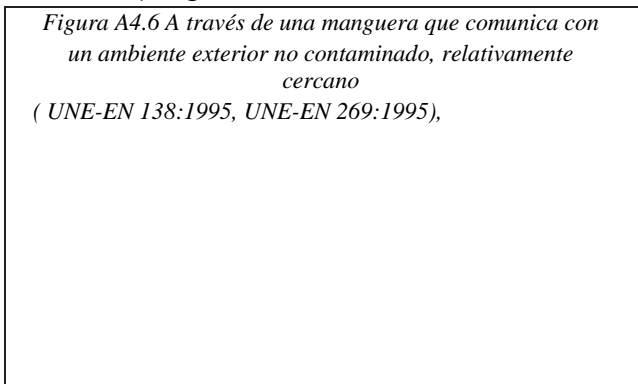 Figura A4.6 A través de una manguera que comunica con
un ambiente exterior no contaminado, relativamente
cercano
( UNE-EN 138:1995, UNE-EN 269:1995),